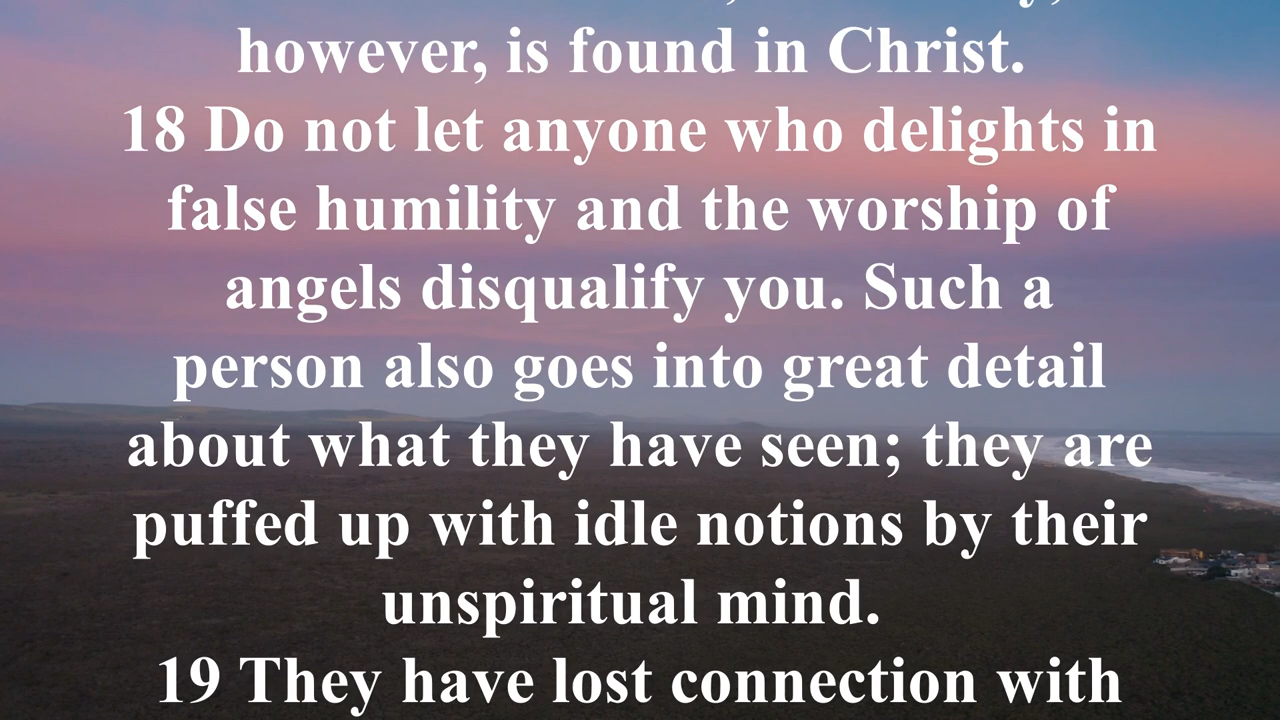 however, is found in Christ.
18 Do not let anyone who delights in
false humility and the worship of
angels disqualify you. Such a
person also goes into great detail
about what they have seen; they are
puffed up with idle notions by their
unspiritual mind.
19 They have lost connection with